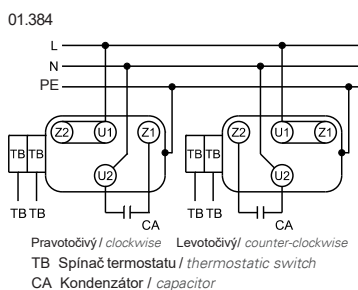 01.384
L
N
PE
Z2 U1 Z1 Z2 U1 Z1
TB TB TB TB
U2 U2
TB TB CA TB TB CA
Pravotočivý / clockwise Levotočivý/ counter-clockwise
TB Spínač termostatu / thermostatic switch
CA Kondenzátor / capacitor